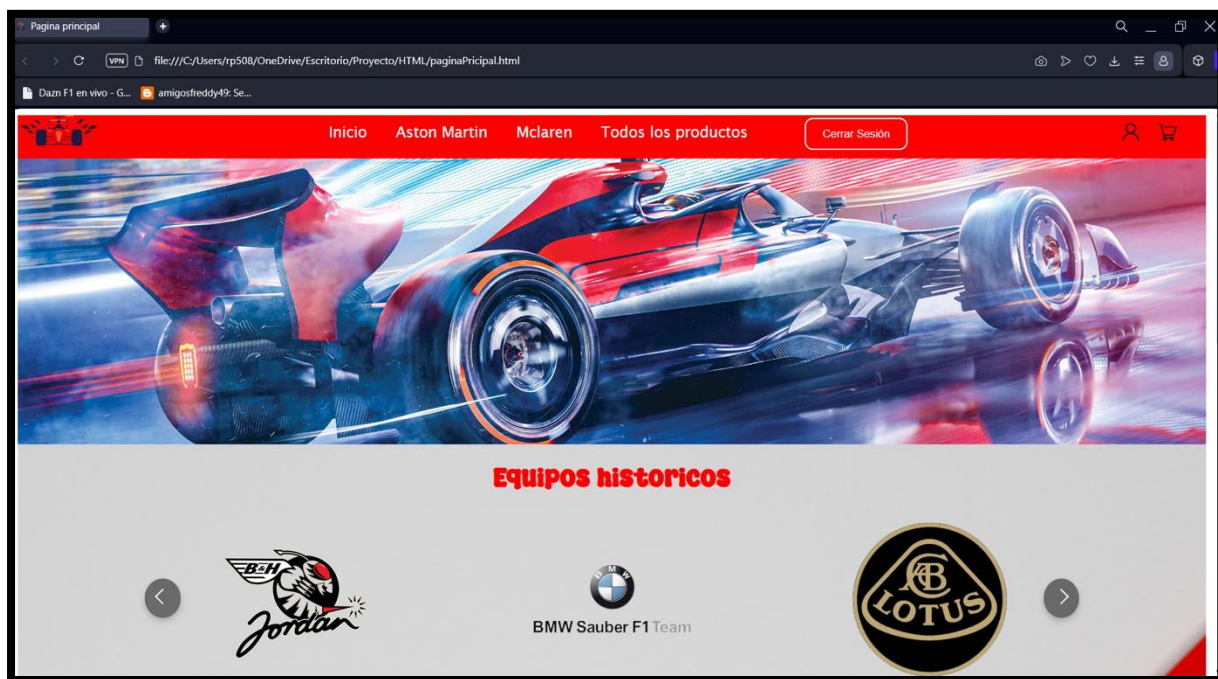 Pagina principal
VPN file:///C:/Users/rp508/OneDrive/Escritorio/Proyecto/HTML/paginaPricipal.html
Dazn F1 en vivo - G... amigosfreddy49: Se...
Inicio Aston Martin Mclaren Todos los productos Cerrar Sesión
Equipos historicos
B&H
Jordan
BMW
BMW Sauber F1 Team
LOTUS